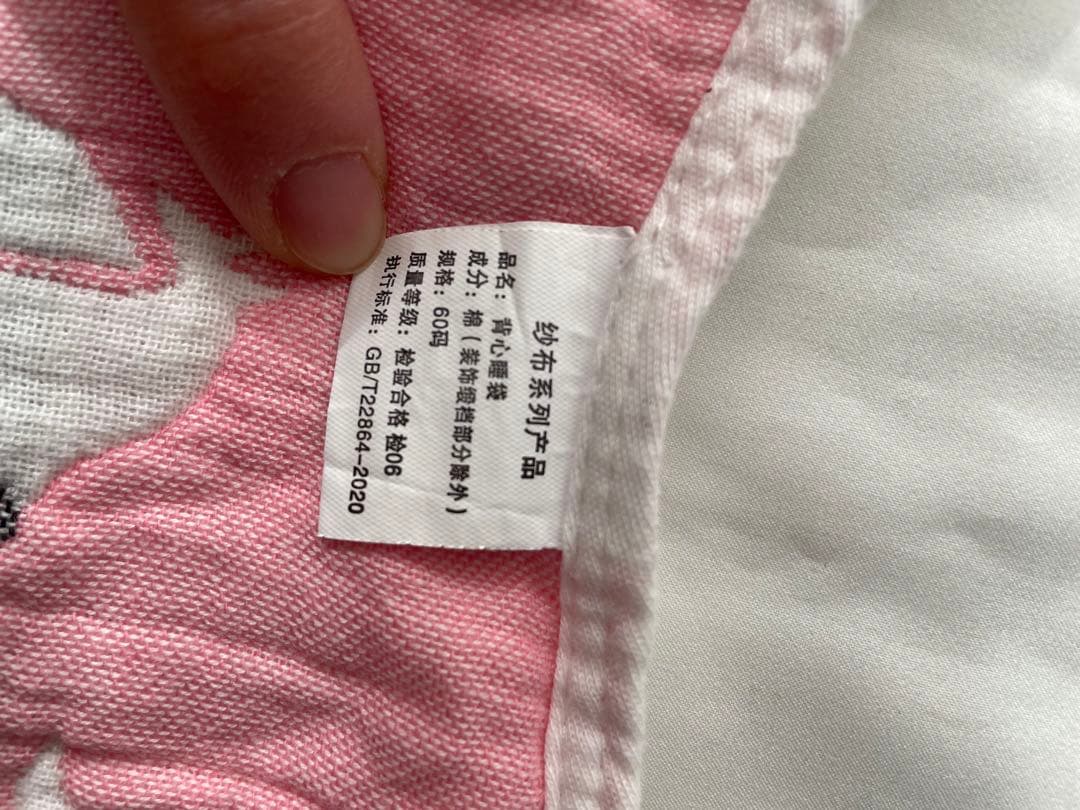 纱布系列产品
品名：背心睡袋
成分：棉（装饰缎档部分除外）
规格：60码
质量等级：检验合格 检06
执行标准：GB/T22864-2020